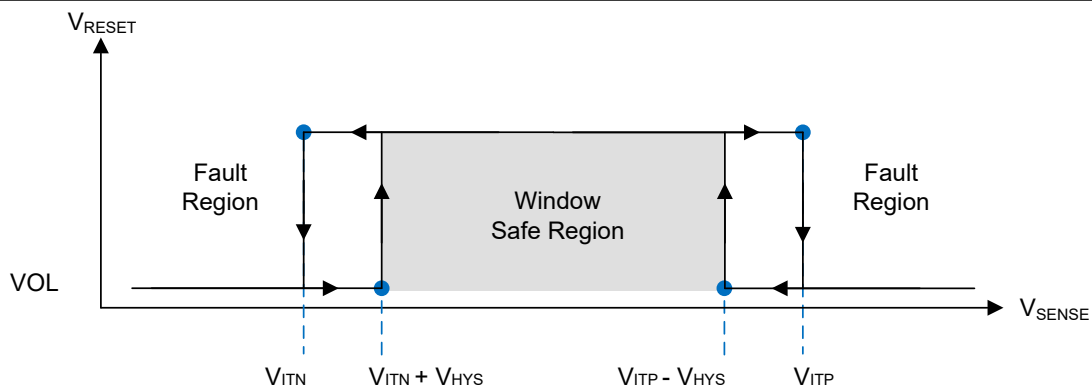 VRESET
Fault
Region
Window
Safe Region
Fault
Region
VOL
VSENSE
VITN
VITN + VHYS
VITP - VHYS
VITP